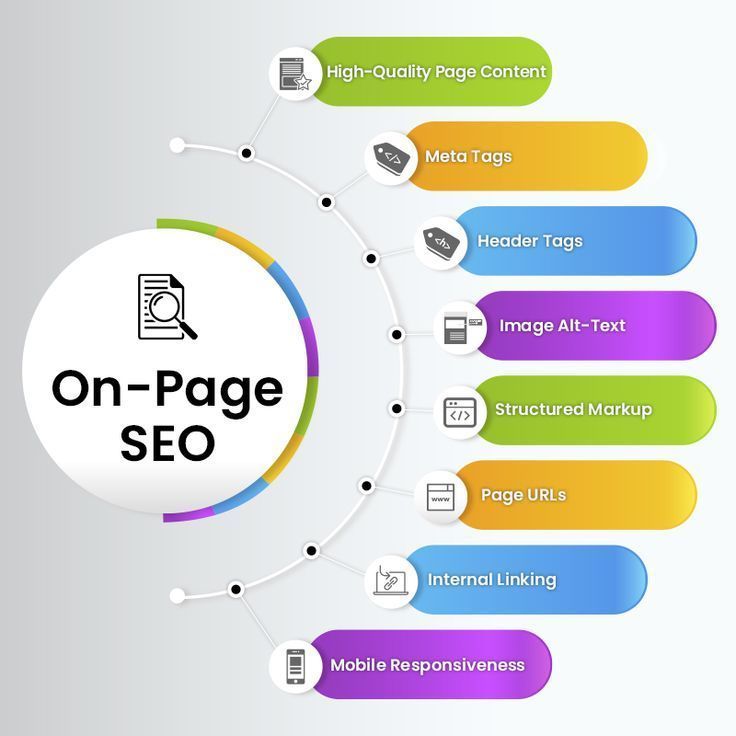 High-Quality Page Content
Meta Tags
</>
Header Tags
<h>
Image Alt-Text
On-Page
SEO
Structured Markup
</>
Page URLs
www
Internal Linking
Mobile Responsiveness